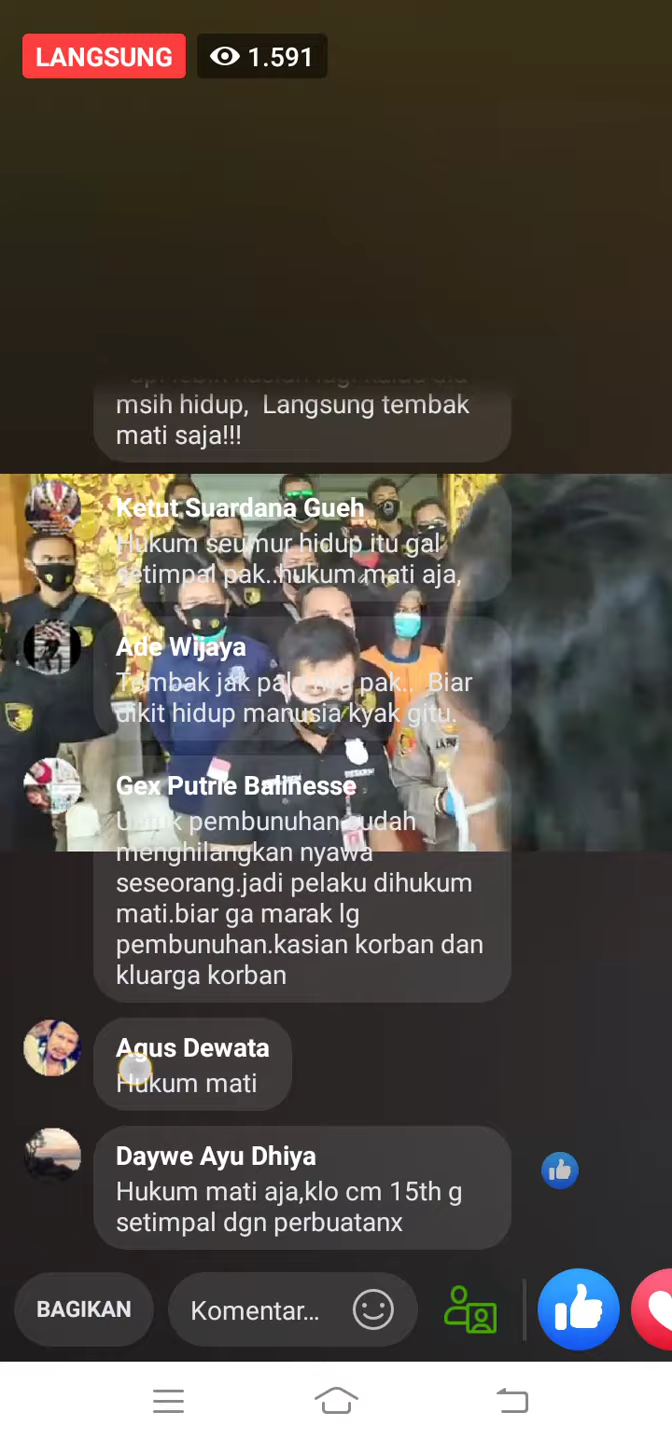 LANGSUNG
1.591
msih hidup, Langsung tembak
mati saja!!!
Ketut Suardana Gueh
Hukum seumur hidup itu gal
setimpal pak..hukum mati aja,
Ade Wijaya
Tembak jak pala nya pak.. Biar
dikit hidup manusia kyak gitu.
Gex Putrie Balinesse
Untuk pembunuhan sudah
menghilangkan nyawa
seseorang.jadi pelaku dihukum
mati.biar ga marak lg
pembunuhan.kasian korban dan
kluarga korban
Agus Dewata
Hukum mati
Daywe Ayu Dhiya
Hukum mati aja,klo cm 15th g
setimpal dgn perbuatanx
BAGIKAN
Komentar...